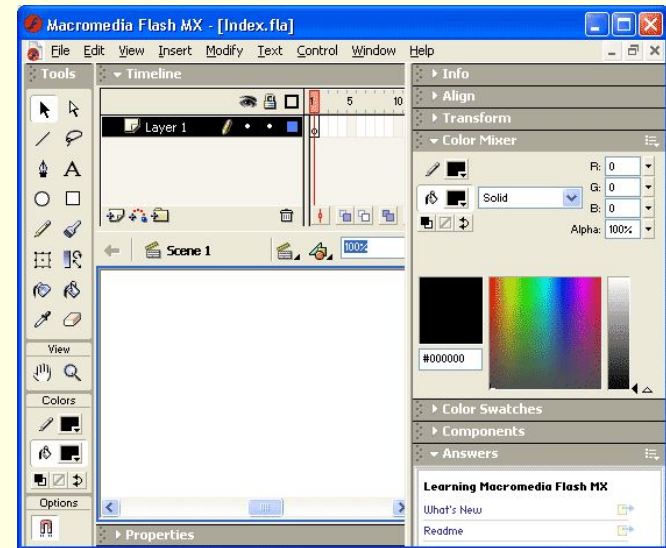 Macromedia Flash MX - [Index.fla]
File Edit View Insert Modify Text Control Window Help
Tools
Timeline
1 5 10
Layer 1
Scene 1
100%
View
Colors
Options
Properties
Info
Align
Transform
Color Mixer
R: 0
Solid
G: 0
B: 0
Alpha: 100%
#000000
Color Swatches
Components
Answers
Learning Macromedia Flash MX
What's New
Readme